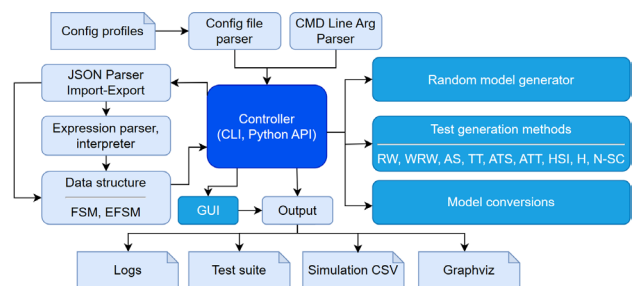 Config profiles
Config file
parser
CMD Line Arg
Parser
JSON Parser
Import-Export
Expression parser,
interpreter
Data structure
FSM, EFSM
Controller
(CLI, Python API)
Random model generator
Test generation methods
RW, WRW, AS, TT, ATS, ATT, HSI, H, N-SC
Model conversions
GUI
Output
Logs
Test suite
Simulation CSV
Graphviz